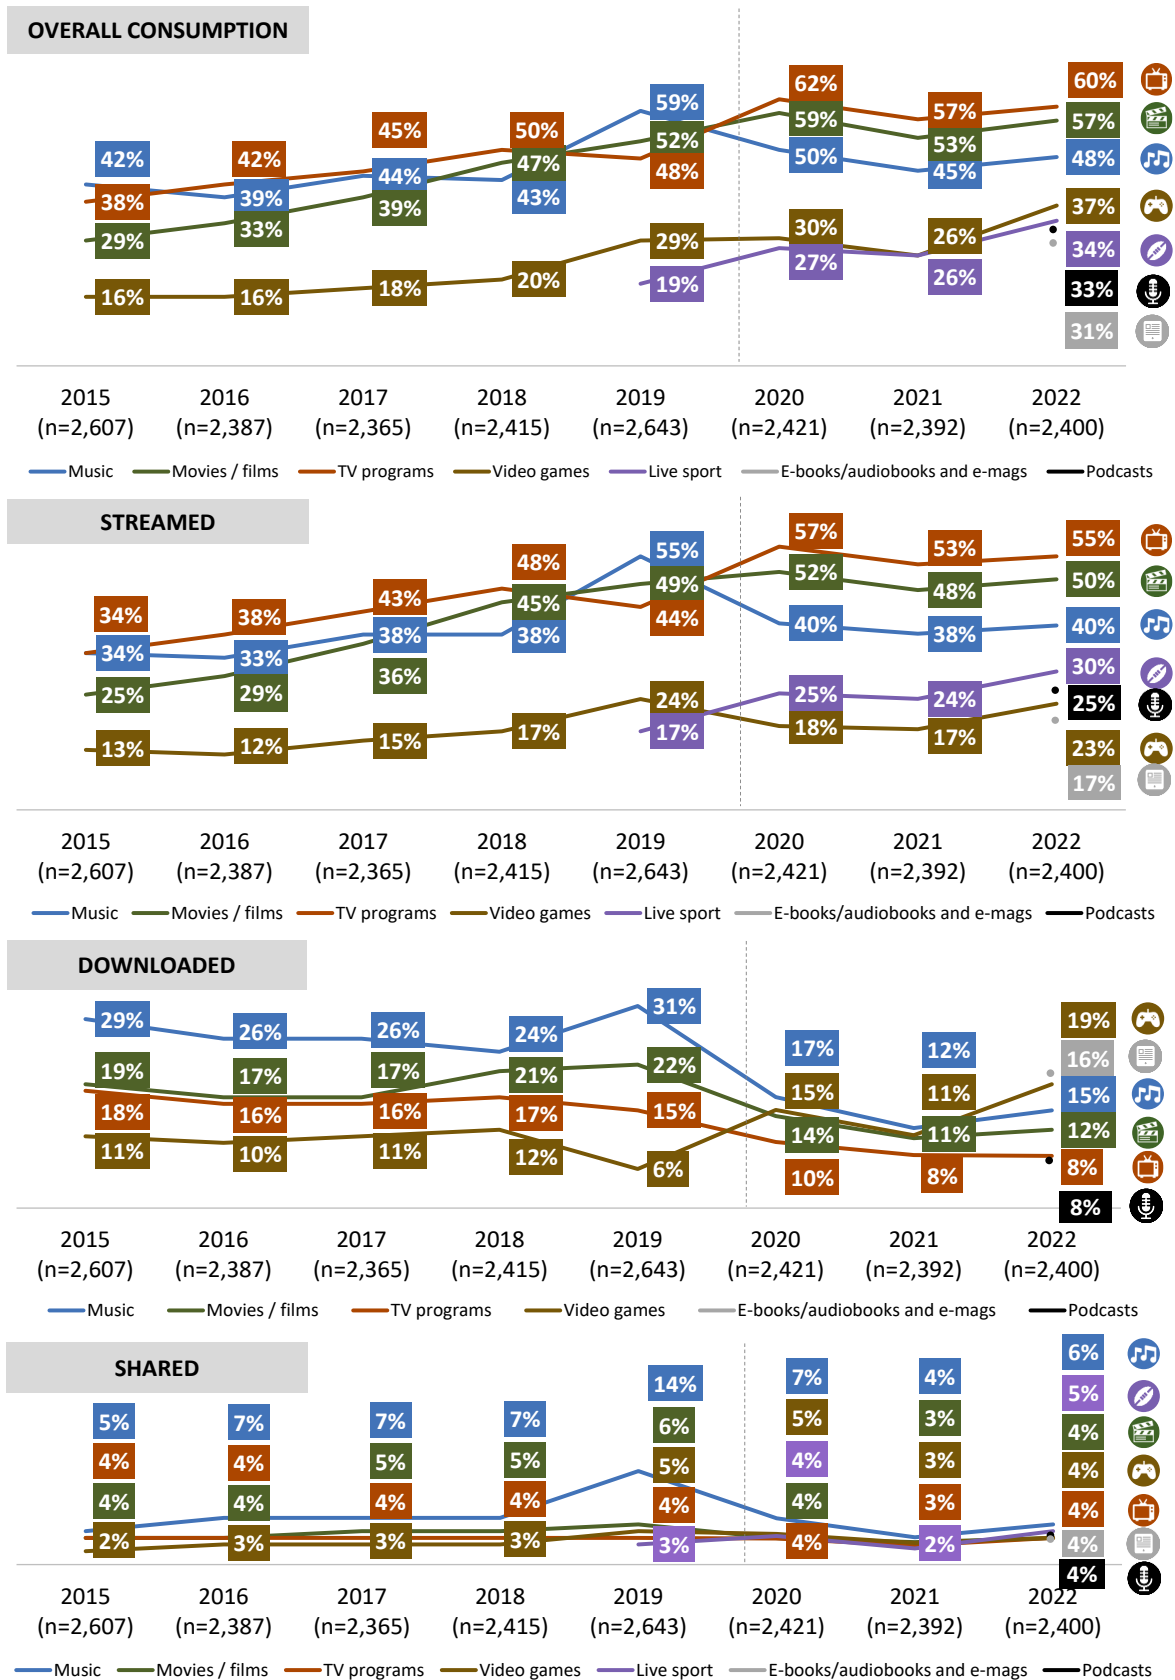 OVERALL CONSUMPTION
42% 38% 29% 16%
42% 39% 33% 16%
45% 44% 39% 18%
50% 47% 43% 20%
59% 52% 48% 29% 19%
62% 59% 50% 30% 27%
57% 53% 45% 26% 26%
60% 57% 48% 37% 34% 33% 31%
2015 2016 2017 2018 2019 2020 2021 2022
(n=2,607) (n=2,387) (n=2,365) (n=2,415) (n=2,643) (n=2,421) (n=2,392) (n=2,400)
Music Movies / films TV programs Video games Live sport E-books/audiobooks and e-mags Podcasts
STREAMED
34% 34% 25% 13%
38% 33% 29% 12%
43% 38% 36% 15%
48% 45% 38% 17%
55% 49% 44% 24% 17%
57% 52% 40% 25% 18%
53% 48% 38% 24% 17%
55% 50% 40% 30% 25% 23% 17%
2015 2016 2017 2018 2019 2020 2021 2022
(n=2,607) (n=2,387) (n=2,365) (n=2,415) (n=2,643) (n=2,421) (n=2,392) (n=2,400)
Music Movies / films TV programs Video games Live sport E-books/audiobooks and e-mags Podcasts
DOWNLOADED
29% 19% 18% 11%
26% 17% 16% 10%
26% 17% 16% 11%
24% 21% 17% 12%
31% 22% 15% 6%
17% 15% 14% 10%
12% 11% 11% 8%
19% 16% 15% 12% 8% 8%
2015 2016 2017 2018 2019 2020 2021 2022
(n=2,607) (n=2,387) (n=2,365) (n=2,415) (n=2,643) (n=2,421) (n=2,392) (n=2,400)
Music Movies / films TV programs Video games E-books/audiobooks and e-mags Podcasts
SHARED
5% 4% 4% 2%
7% 4% 4% 3%
7% 5% 4% 3%
7% 5% 4% 3%
14% 6% 5% 4% 3%
7% 5% 4% 4% 4%
4% 3% 3% 3% 2%
6% 5% 4% 4% 4% 4% 4%
2015 2016 2017 2018 2019 2020 2021 2022
(n=2,607) (n=2,387) (n=2,365) (n=2,415) (n=2,643) (n=2,421) (n=2,392) (n=2,400)
Music Movies / films TV programs Video games Live sport E-books/audiobooks and e-mags Podcasts